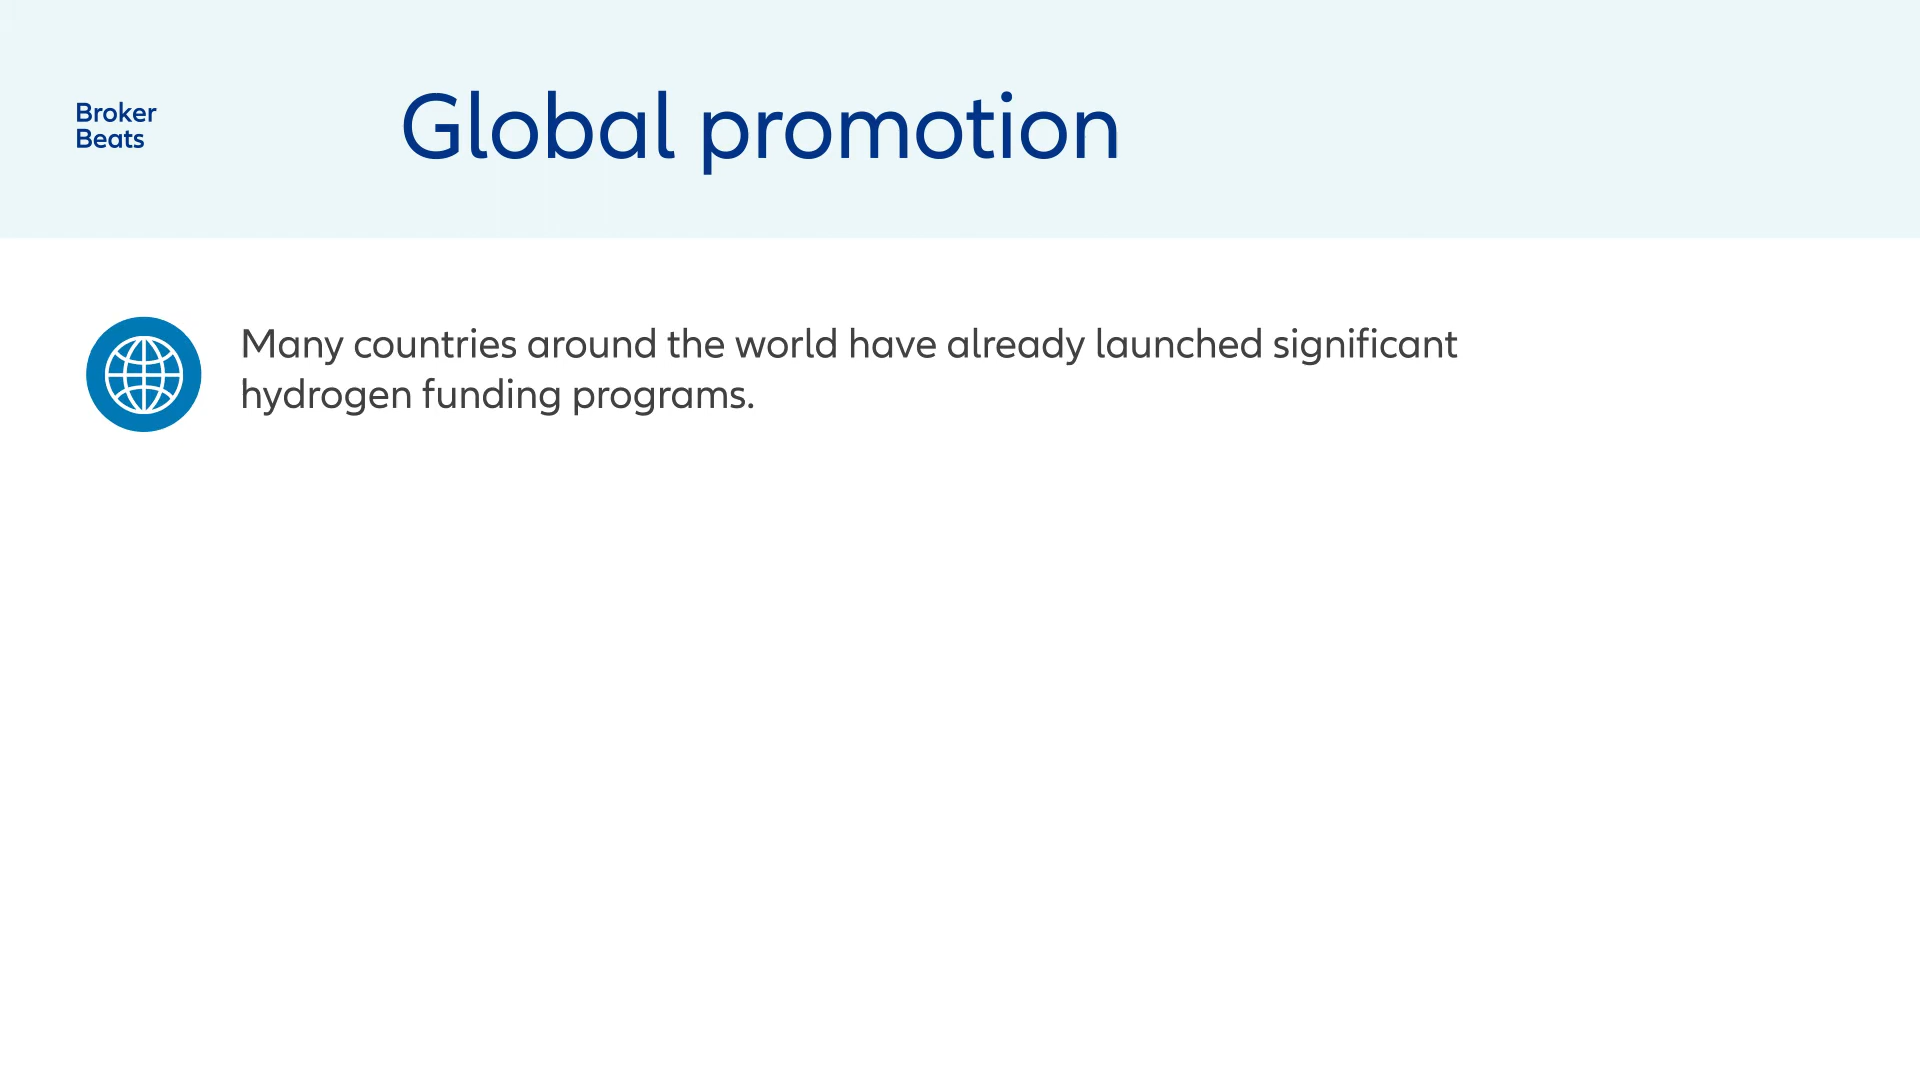 Broker
Beats
Global promotion
Many countries around the world have already launched significant
hydrogen funding programs.